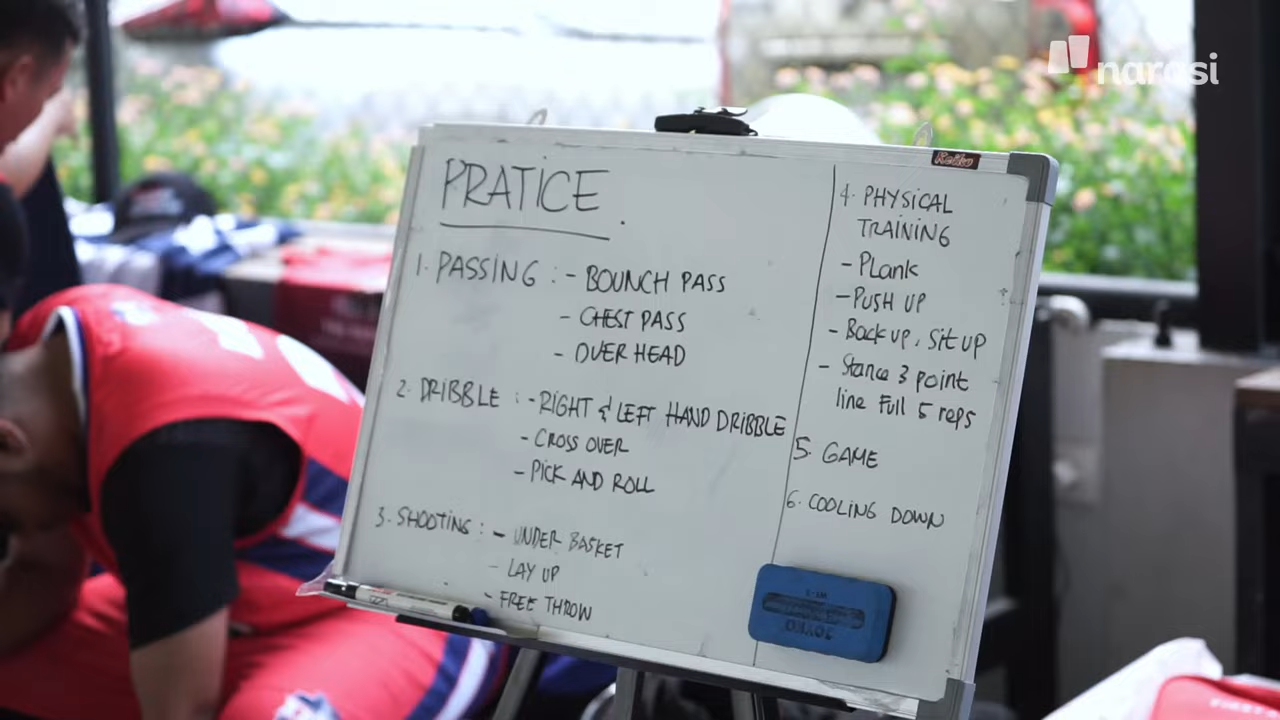 narasi
Reiko
PRATICE.
1. PASSING : - BOUNCH PASS
- CHEST PASS
- OVER HEAD
2. DRIBBLE : - RIGHT & LEFT HAND DRIBBLE
- CROSS OVER
- PICK AND ROLL
3. SHOOTING : - UNDER BASKET
- LAY UP
- FREE THROW
4. PHYSICAL
TRAINING
- Plank
- PUSH UP
- Back up, sit up
- Stance 3 point
line Full 5 reps
5. GAME
6. COOLING DOWN
JOYKO